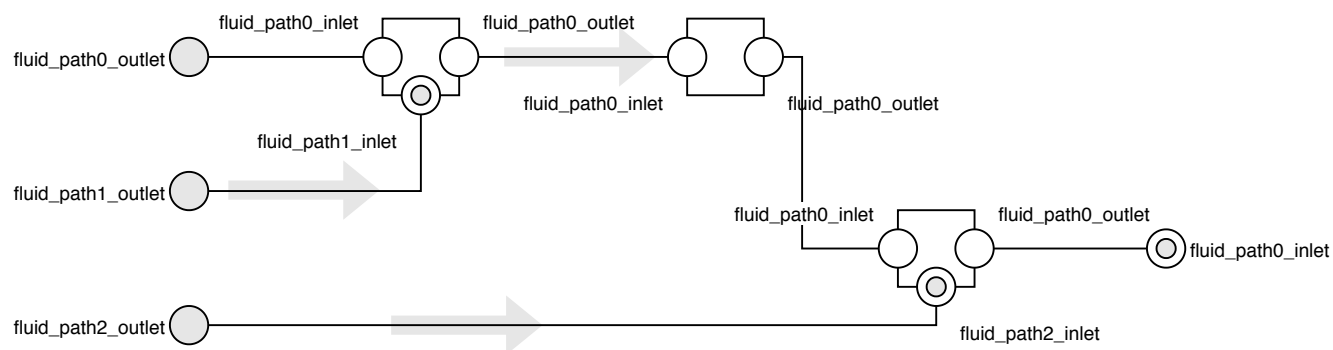 fluid_path0_inlet
fluid_path0_outlet
fluid_path0_outlet
fluid_path0_inlet
fluid_path0_outlet
fluid_path1_inlet
fluid_path1_outlet
fluid_path0_inlet
fluid_path0_outlet
fluid_path0_inlet
fluid_path2_outlet
fluid_path2_inlet